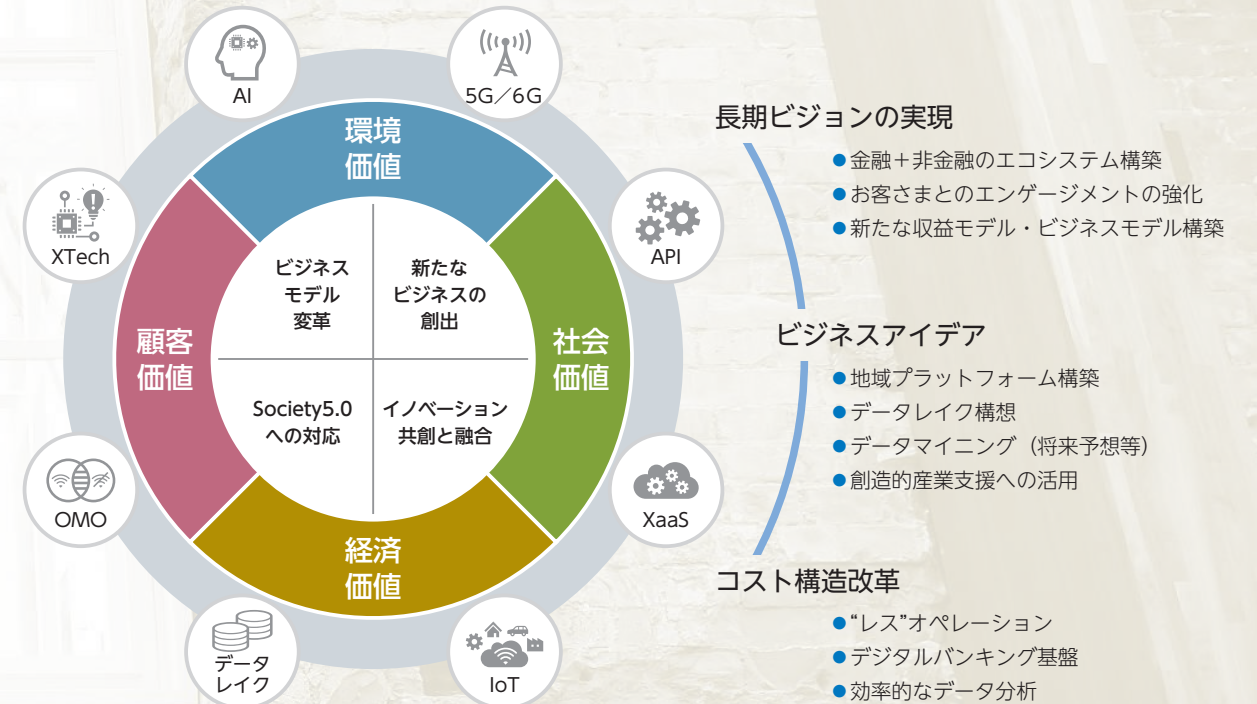 AI
5G／6G
XTech
API
OMO
XaaS
データ
レイク
IoT
環境
価値
顧客
価値
社会
価値
経済
価値
ビジネス
モデル
変革
新たな
ビジネスの
創出
Society5.0
への対応
イノベーション
共創と融合
長期ビジョンの実現
●金融＋非金融のエコシステム構築
●お客さまとのエンゲージメントの強化
●新たな収益モデル・ビジネスモデル構築
ビジネスアイデア
●地域プラットフォーム構築
●データレイク構想
●データマイニング（将来予想等）
●創造的産業支援への活用
コスト構造改革
●“レス”オペレーション
●デジタルバンキング基盤
●効率的なデータ分析